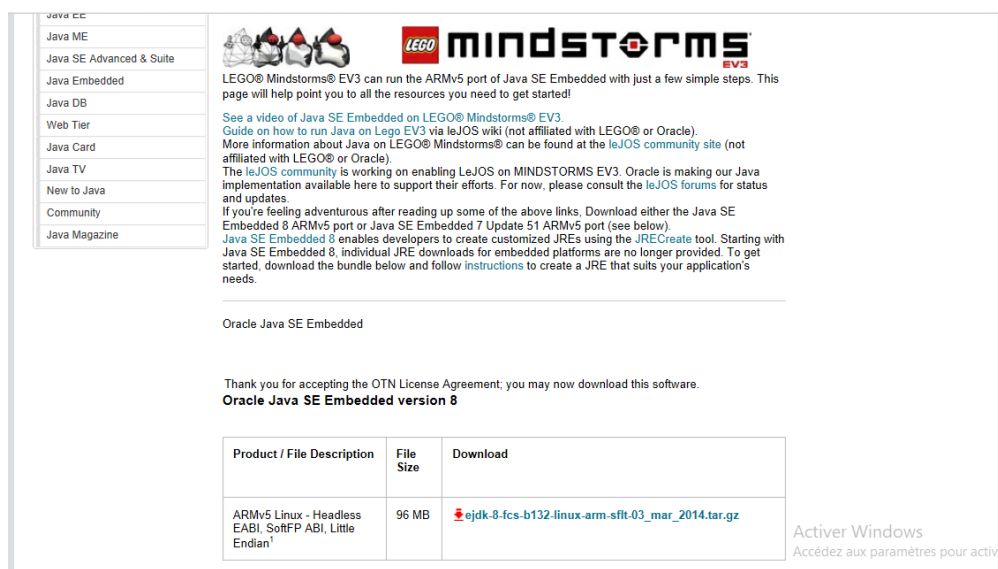 Java EE
Java ME
Java SE Advanced & Suite
Java Embedded
Java DB
Web Tier
Java Card
Java TV
New to Java
Community
Java Magazine
LEGO mindstorms
EV3
LEGO® Mindstorms® EV3 can run the ARMv5 port of Java SE Embedded with just a few simple steps. This
page will help point you to all the resources you need to get started!
See a video of Java SE Embedded on LEGO® Mindstorms® EV3.
Guide on how to run Java on Lego EV3 via leJOS wiki (not affiliated with LEGO® or Oracle).
More information about Java on LEGO® Mindstorms® can be found at the leJOS community site (not
affiliated with LEGO® or Oracle).
The leJOS community is working on enabling LeJOS on MINDSTORMS EV3. Oracle is making our Java
implementation available here to support their efforts. For now, please consult the leJOS forums for status
and updates.
If you're feeling adventurous after reading up some of the above links, Download either the Java SE
Embedded 8 ARMv5 port or Java SE Embedded 7 Update 51 ARMv5 port (see below).
Java SE Embedded 8 enables developers to create customized JREs using the JRECreate tool. Starting with
Java SE Embedded 8, individual JRE downloads for embedded platforms are no longer provided. To get
started, download the bundle below and follow instructions to create a JRE that suits your application's
needs.
Oracle Java SE Embedded
Thank you for accepting the OTN License Agreement; you may now download this software.
Oracle Java SE Embedded version 8
Product / File Description File Size Download
ARMv5 Linux - Headless 96 MB ejdk-8-fcs-b132-linux-arm-sflt-03_mar_2014.tar.gz
EABI, SoftFP ABI, Little
Endian1
Activer Windows
Accédez aux paramètres pour activ